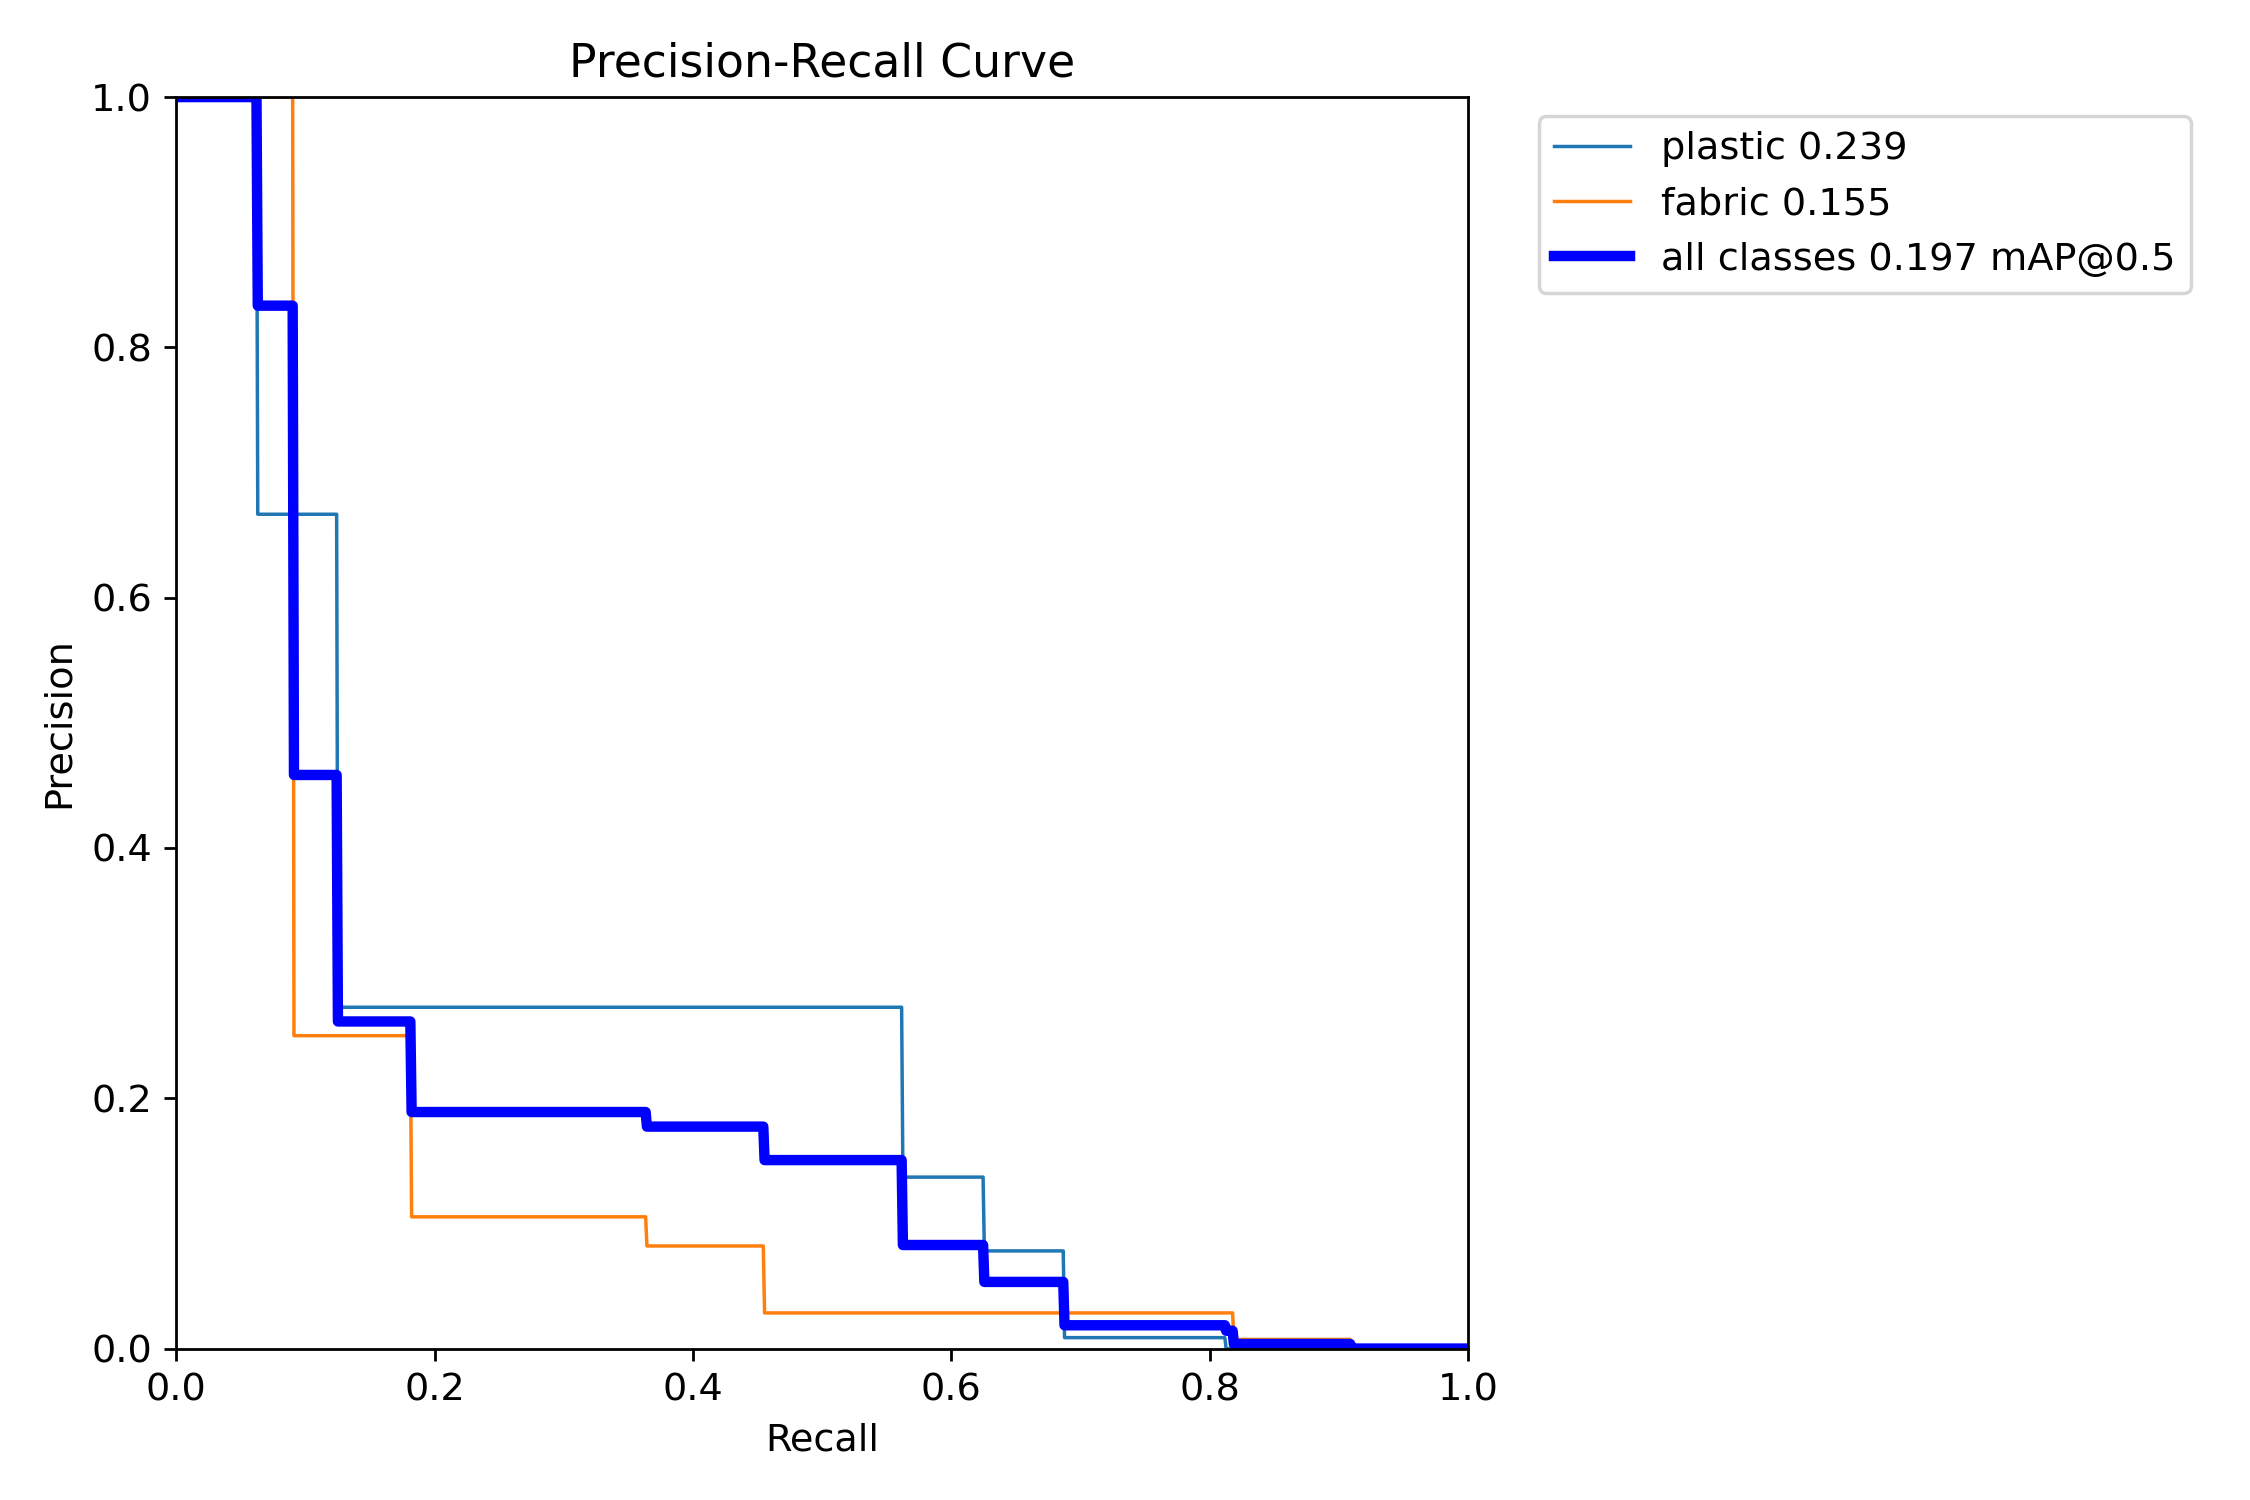 Precision-Recall Curve
1.0
0.8
0.6
0.4
0.2
0.0
Precision
0.0 0.2 0.4 0.6 0.8 1.0
Recall
plastic 0.239
fabric 0.155
all classes 0.197 mAP@0.5